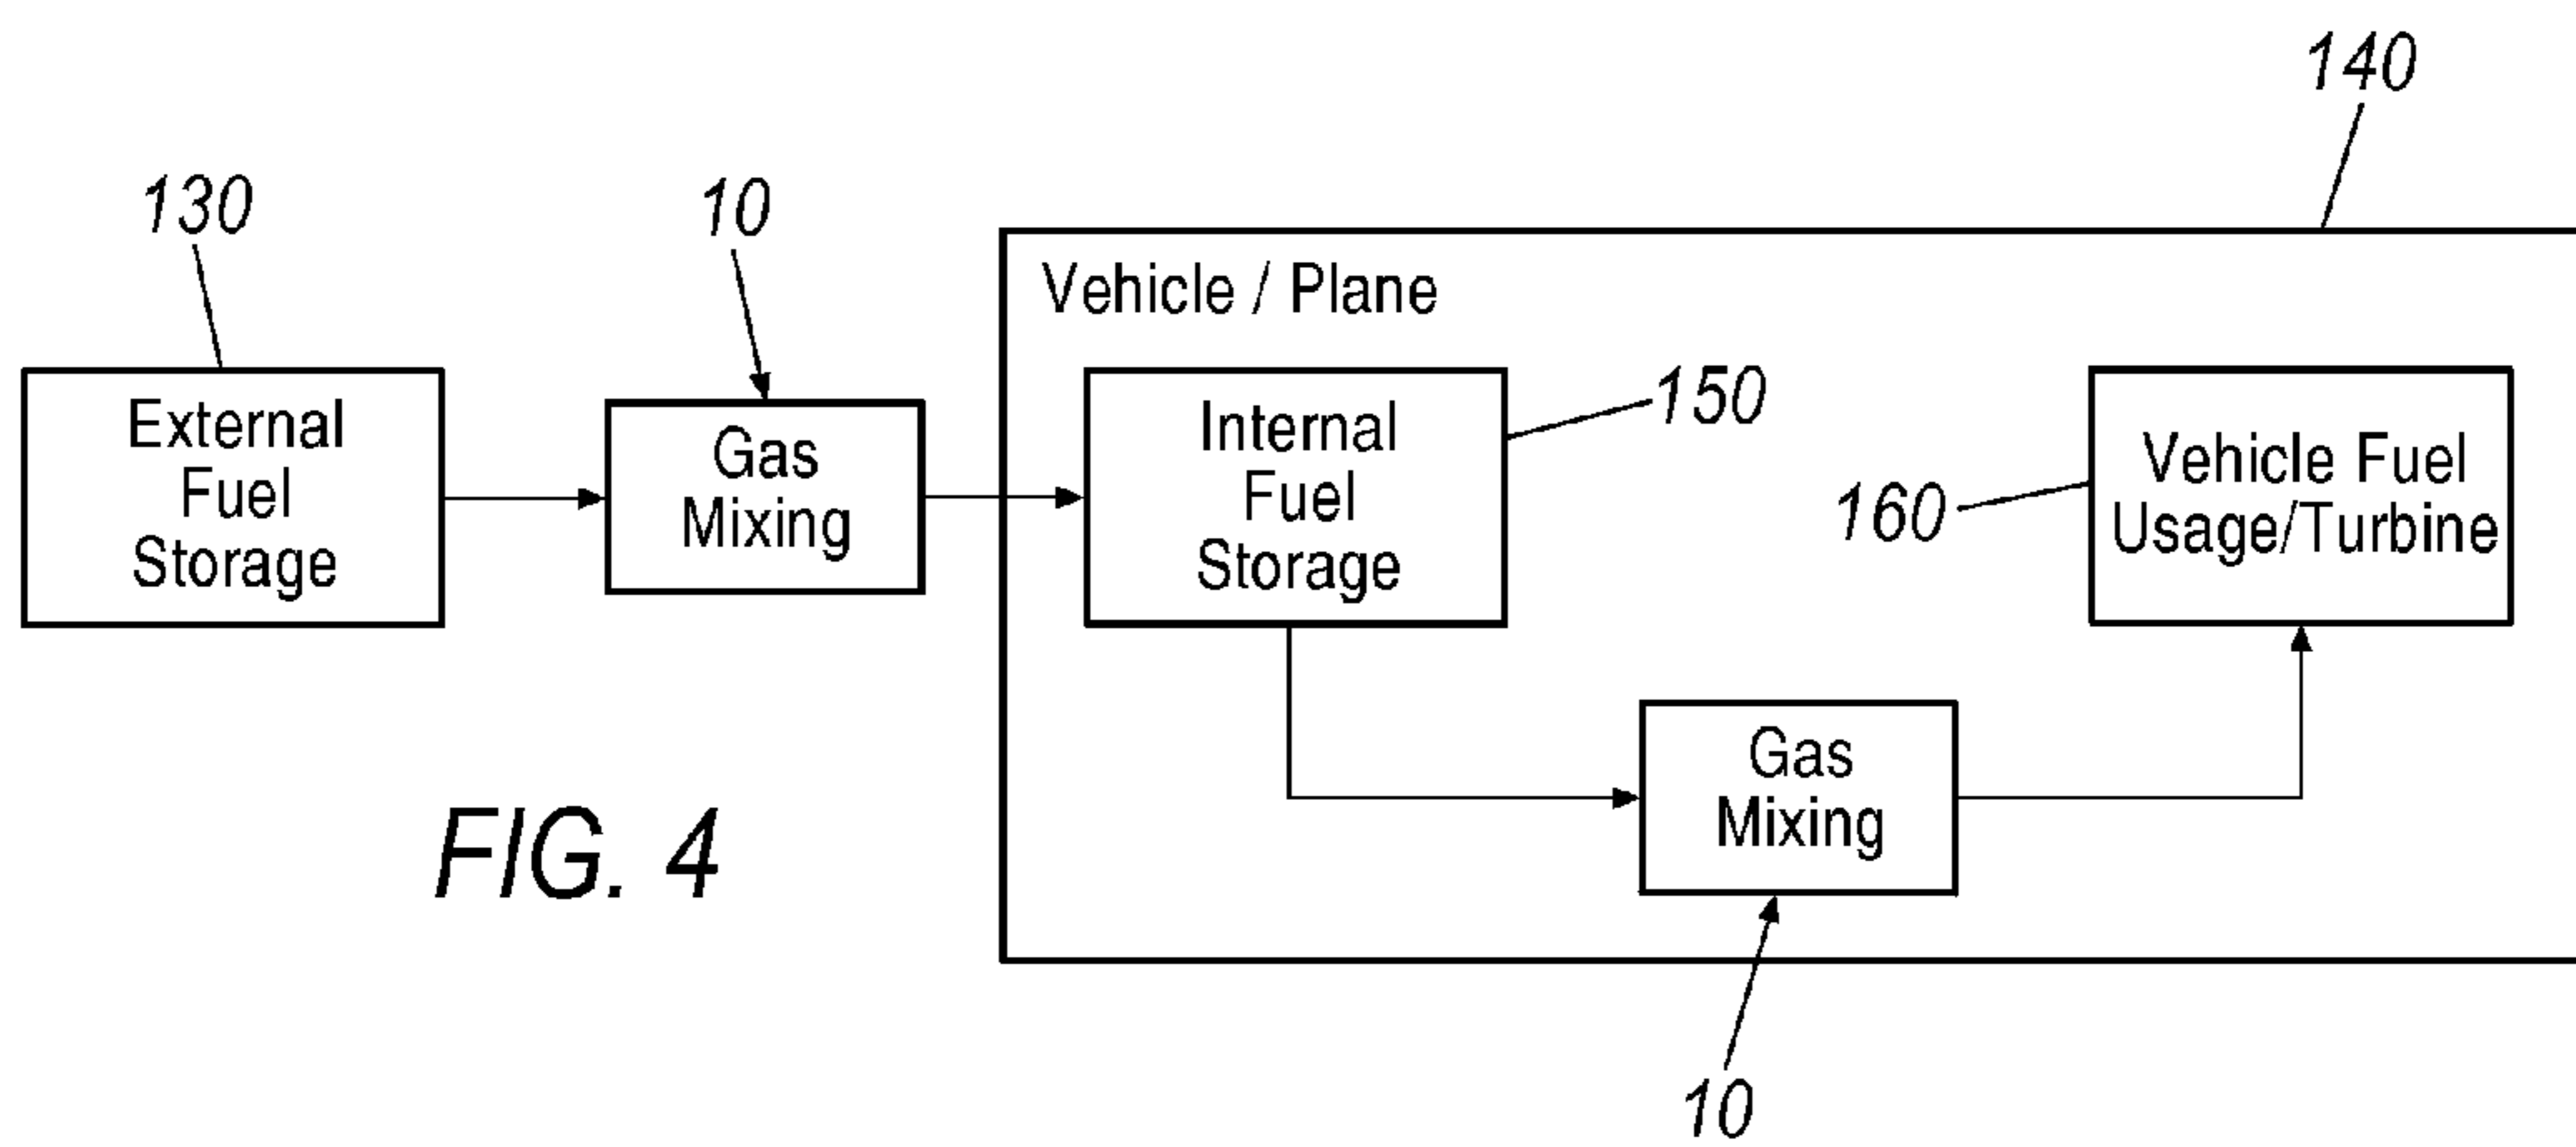 140
130
10
Vehicle / Plane
External
Fuel
Storage
Gas
Mixing
Internal
Fuel
Storage
150
160
Vehicle Fuel
Usage/Turbine
Gas
Mixing
10
FIG. 4